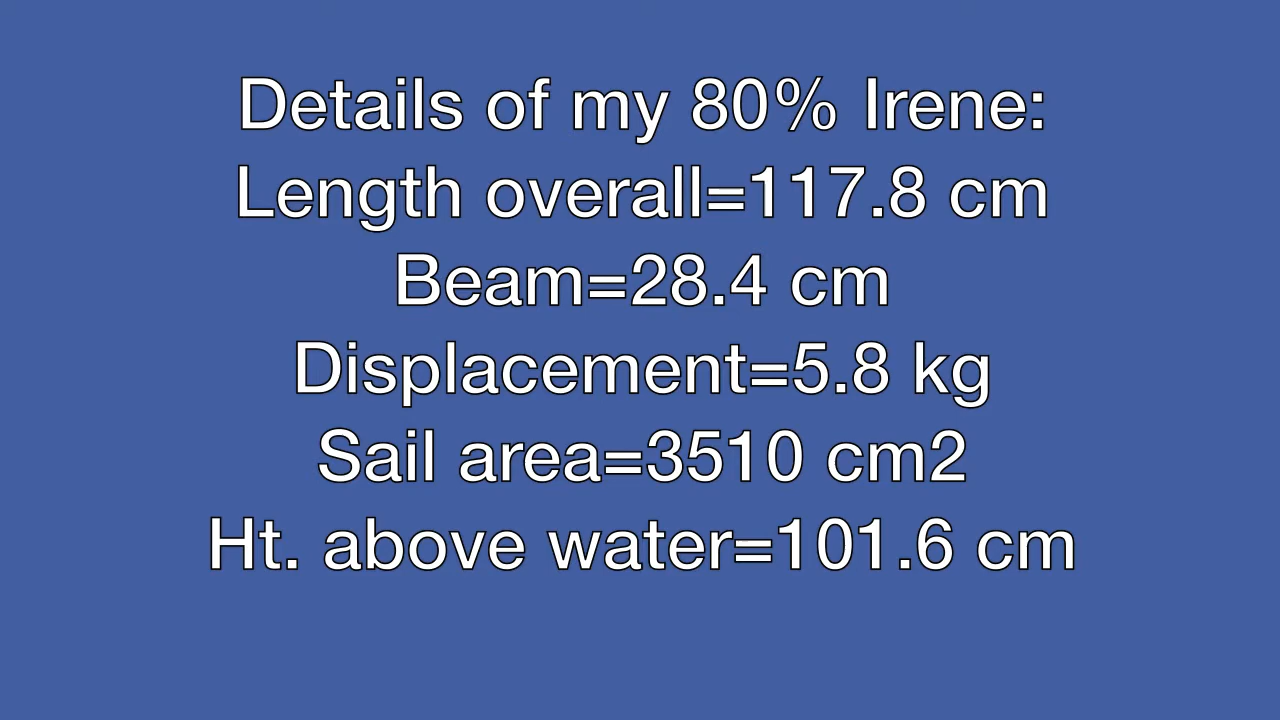 Details of my 80% Irene:
Length overall=117.8 cm
Beam=28.4 cm
Displacement=5.8 kg
Sail area=3510 cm2
Ht. above water=101.6 cm